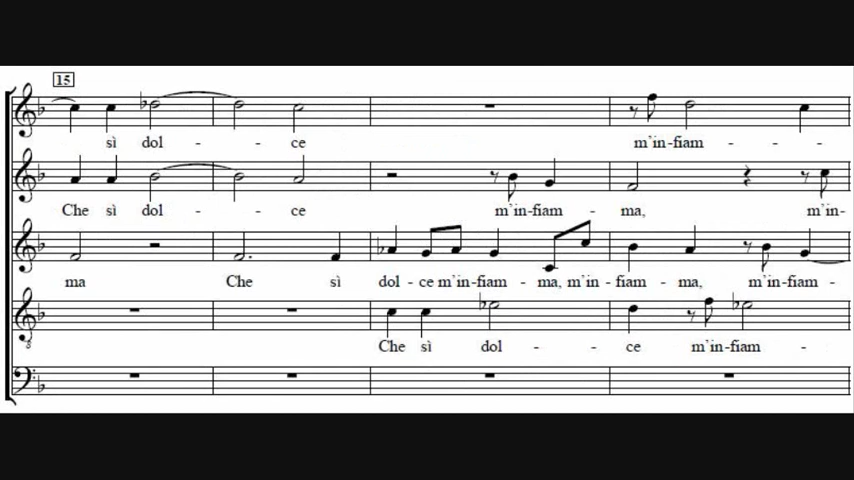 15
sì dol - - ce m'in-fiam - - -
Che sì dol - - ce m'in-fiam - ma, m'in-
ma Che sì dol - ce m'in-fiam - ma, m'in - fiam - ma, m'in-fiam -
8
Che sì dol - - ce m'in-fiam -